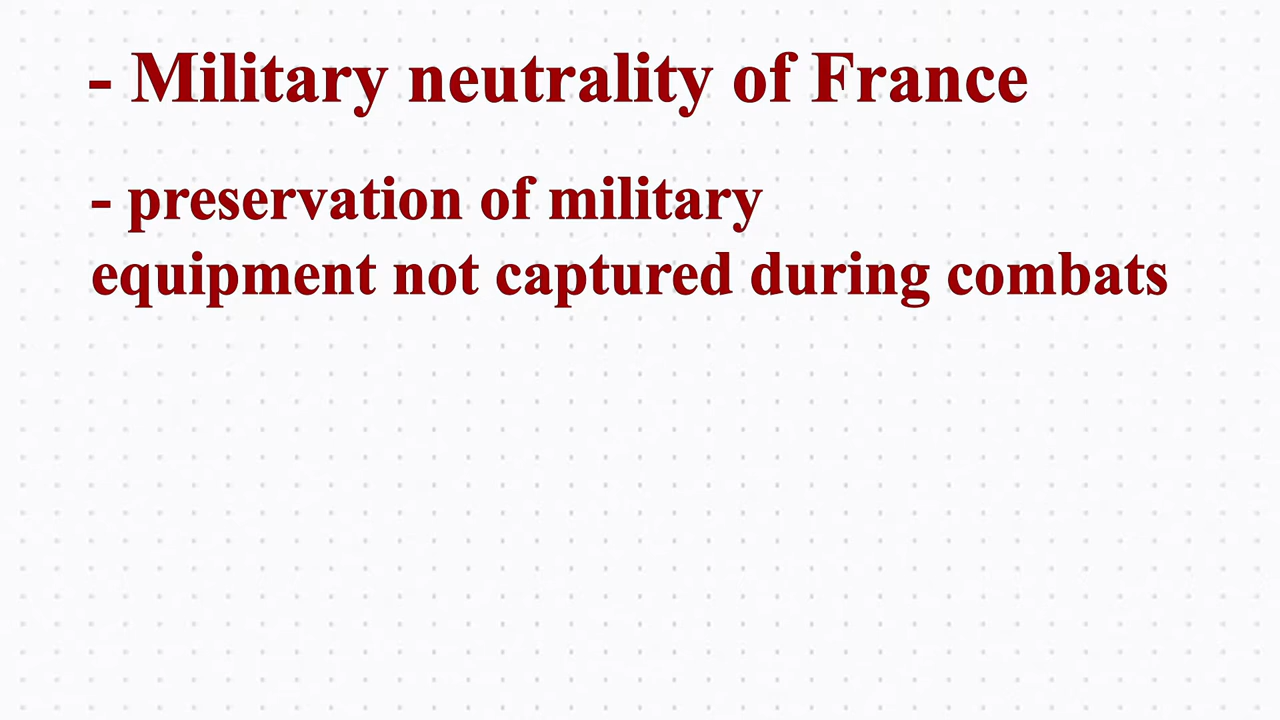 - Military neutrality of France
- preservation of military
equipment not captured during combats